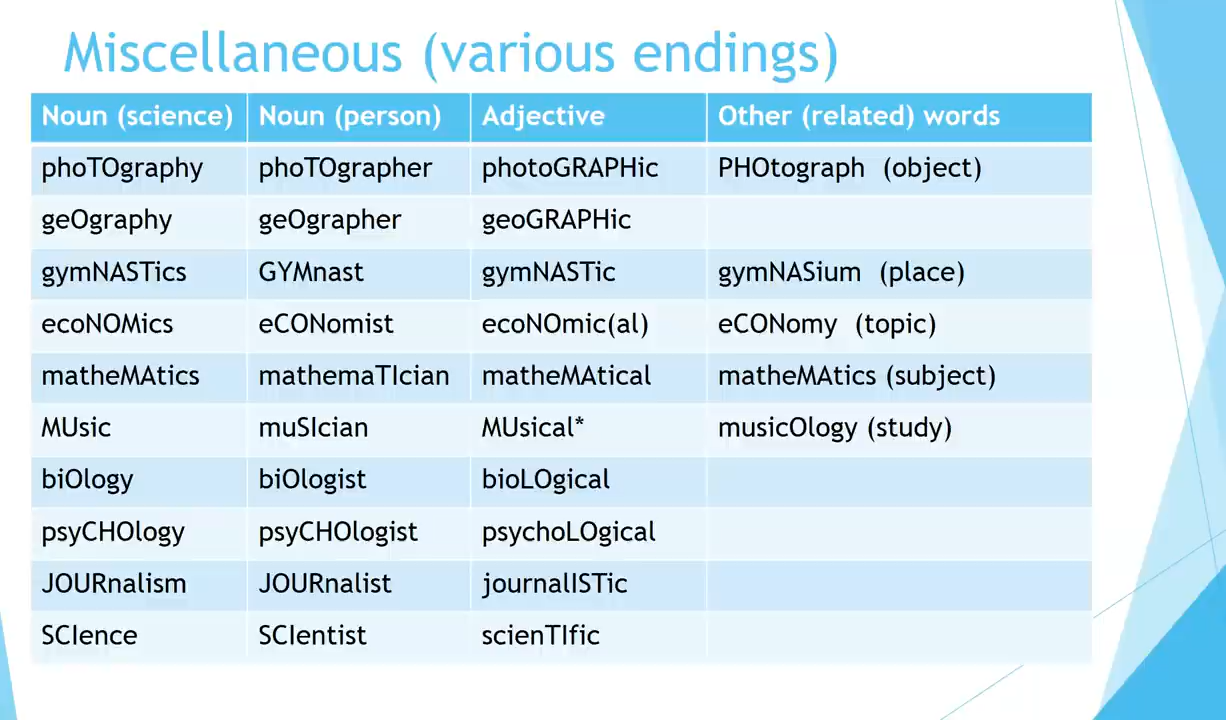 Miscellaneous (various endings)
Noun (science) Noun (person) Adjective Other (related) words
phoTOgraphy phoTOgrapher photoGRAPHic PHOtograph (object)
geOgraphy geOgrapher geoGRAPHic
gymNASTics GYMnast gymNASTic gymNASium (place)
ecoNOMics eCONomist ecoNOmic(al) eCONomy (topic)
matheMAtics mathemaTIcian matheMAtical matheMAtics (subject)
MUsic muSIcian MUsical* musicOlogy (study)
biOlogy biOlogist bioLOgical
psyCHOlogy psyCHOlogist psychoLOgical
JOURnalism JOURnalist journalISTic
SCIence SCIentist scienTIfic